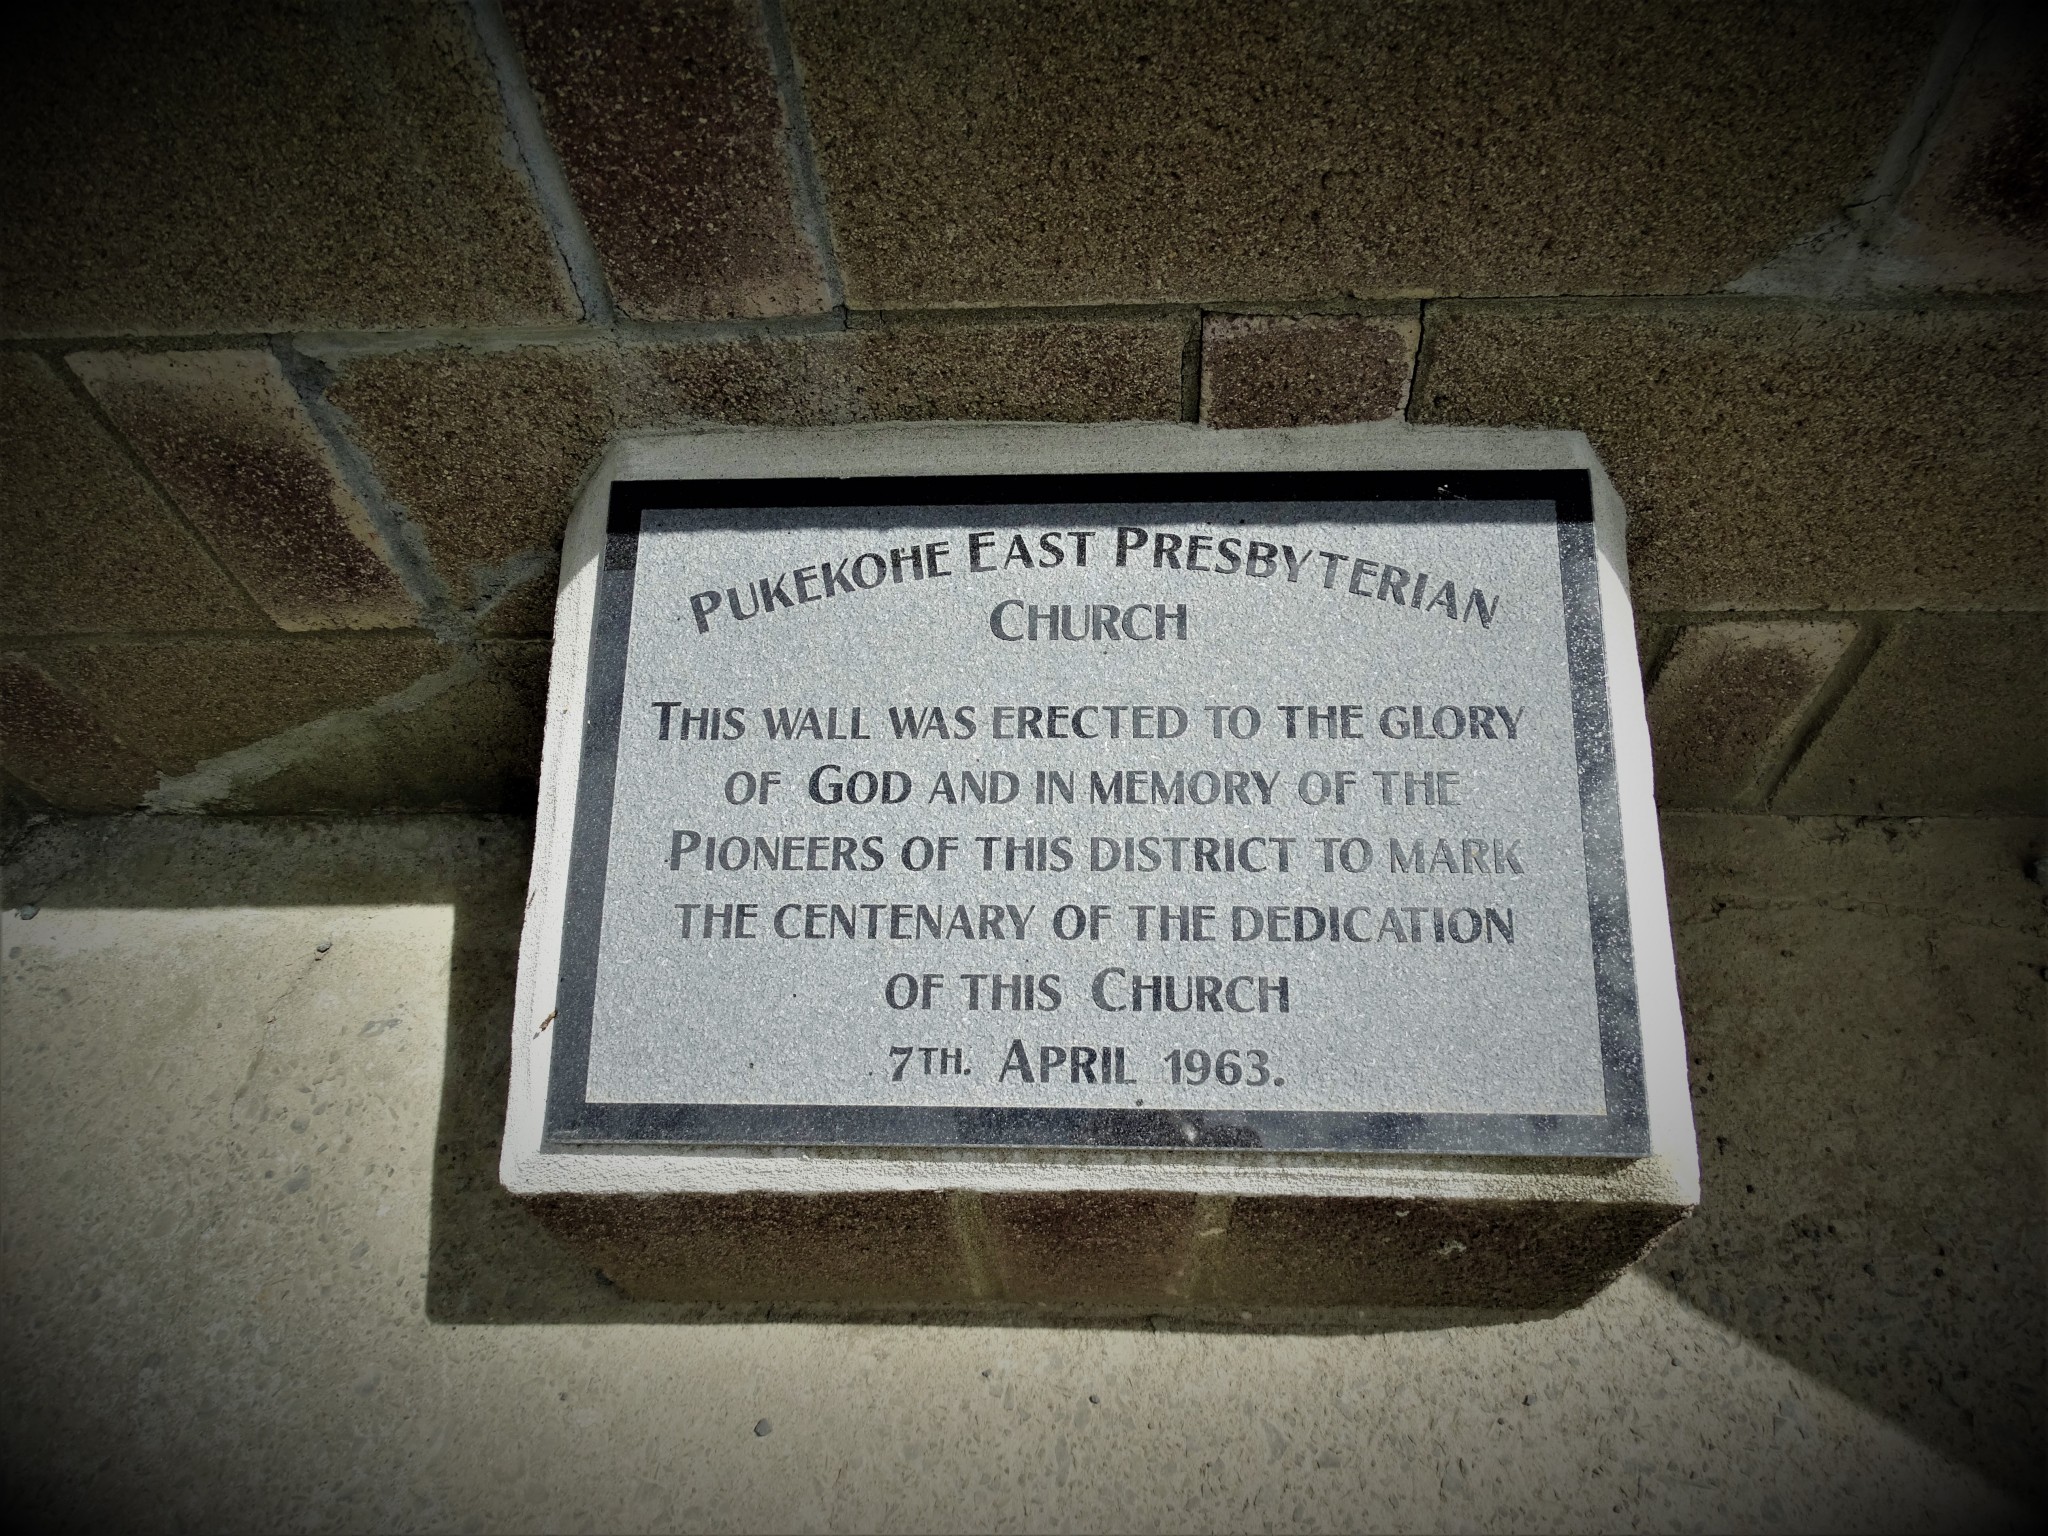 PUKEKOHE EAST PRESBYTERIAN
CHURCH
THIS WALL WAS ERECTED TO THE GLORY
OF GOD AND IN MEMORY OF THE
PIONEERS OF THIS DISTRICT TO MARK
THE CENTENARY OF THE DEDICATION
OF THIS CHURCH
7TH. APRIL 1963.